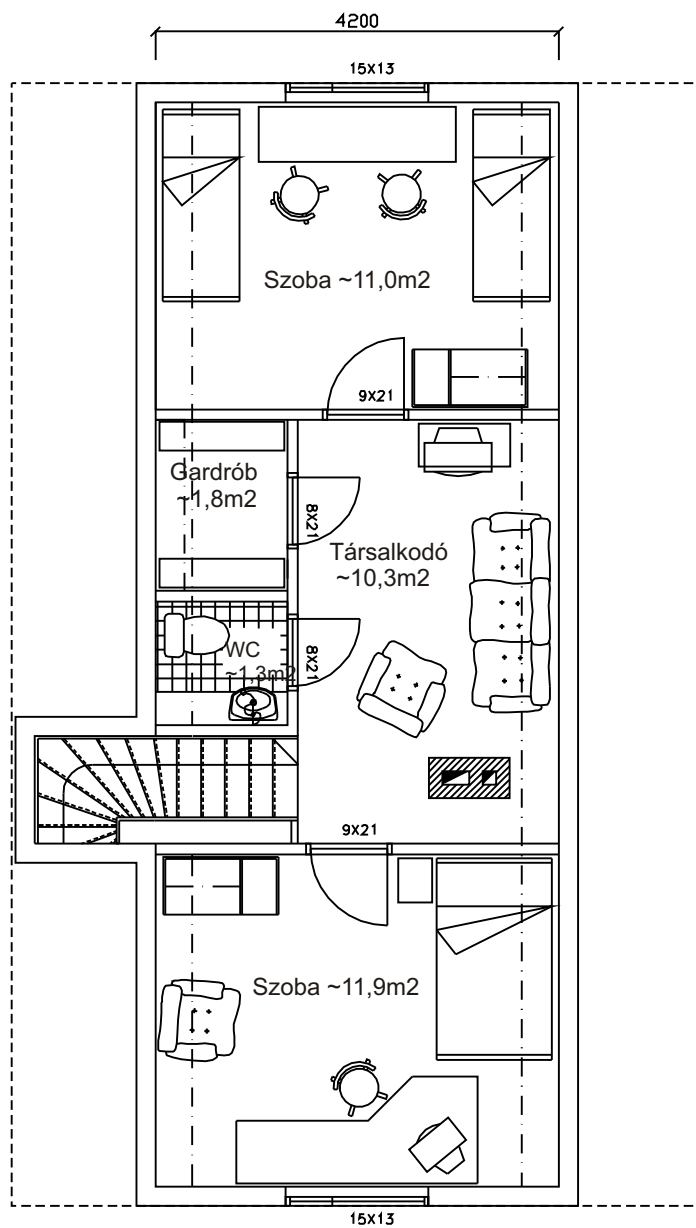 4200
15X13
Szoba ~11,0m2
9X21
Gardrób
~1,8m2
8X21
Társalkodó
~10,3m2
WC
~1,3m2
8X21
9X21
Szoba ~11,9m2
15X13